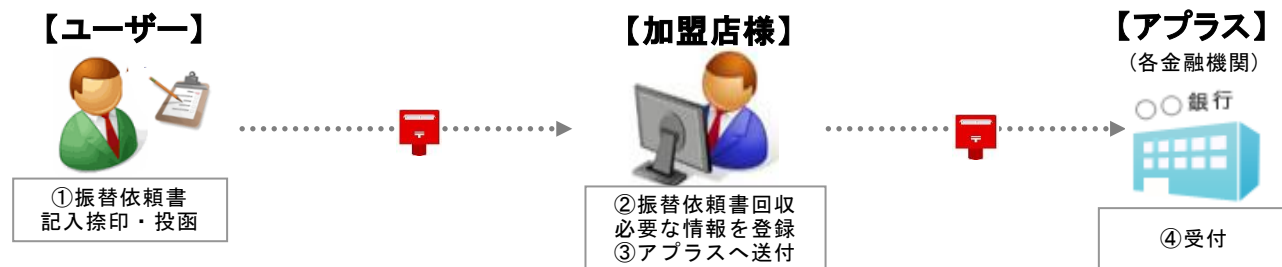 【ユーザー】
①振替依頼書
記入捺印・投函
【加盟店様】
②振替依頼書回収
必要な情報を登録
③アプラスへ送付
【アプラス】
(各金融機関)
〇〇銀行
④受付